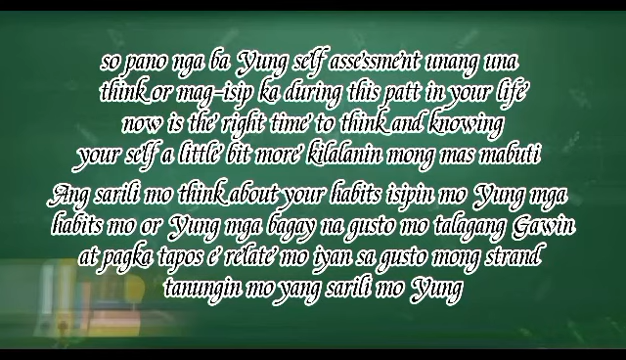 so pano nga ba Yung self assessment unang una
think or mag-isip ka during this patt in your life
now is the right time to think and knowing
your self a little bit more kilalanin mong mas mabuti
Ang sarili mo think about your habits isipin mo Yung mga
habits mo or Yung mga bagay na gusto mo talagang Gawin
at pagka tapos e relate mo iyan sa gusto mong strand
tanungin mo yang sarili mo Yung